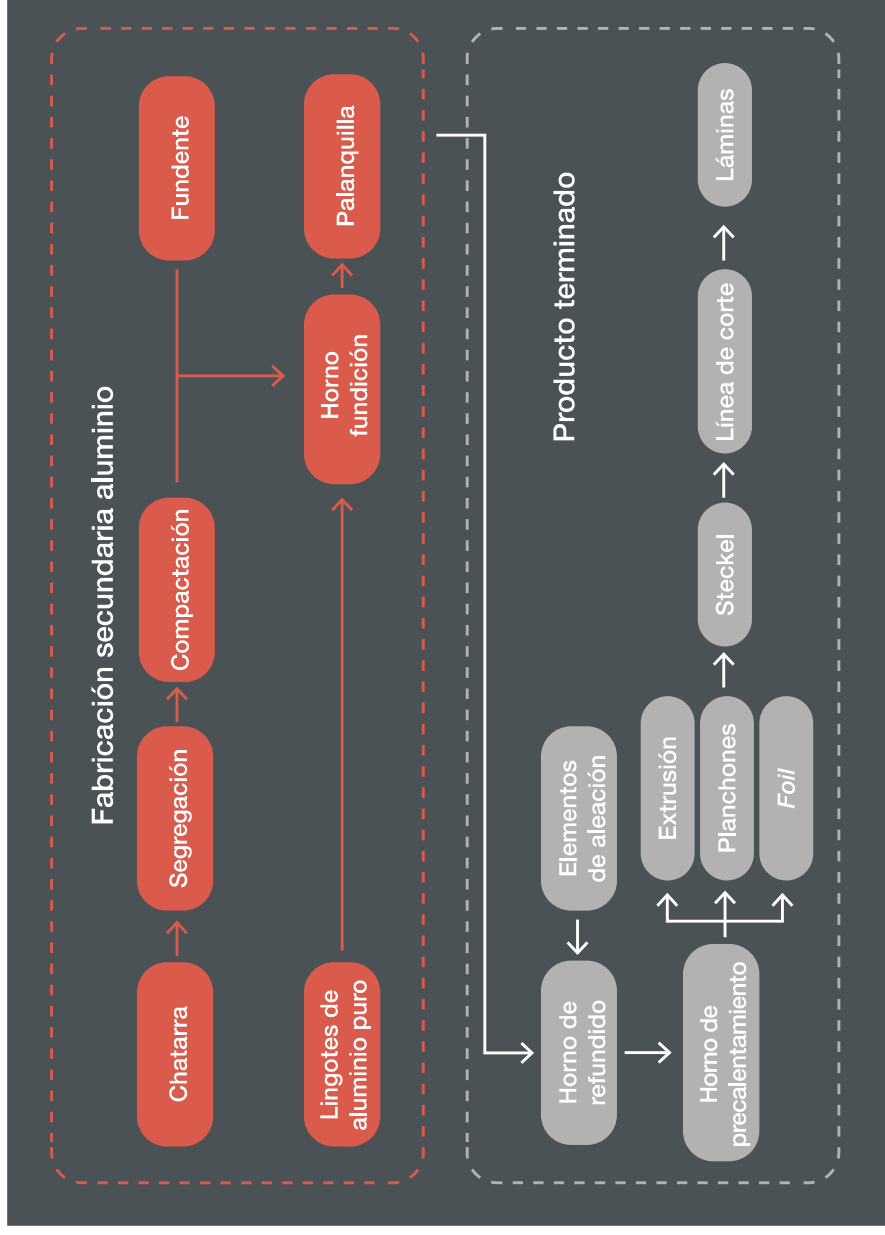 Fabricación secundaria aluminio
Chatarra
Segregación
Compactación
Fundente
Lingotes de
aluminio puro
Horno
fundición
Palanquilla
Producto terminado
Horno de
refundido
Elementos
de aleación
Horno de
precalentamiento
Extrusión
Planchones
Foil
Steckel
Línea de corte
Láminas